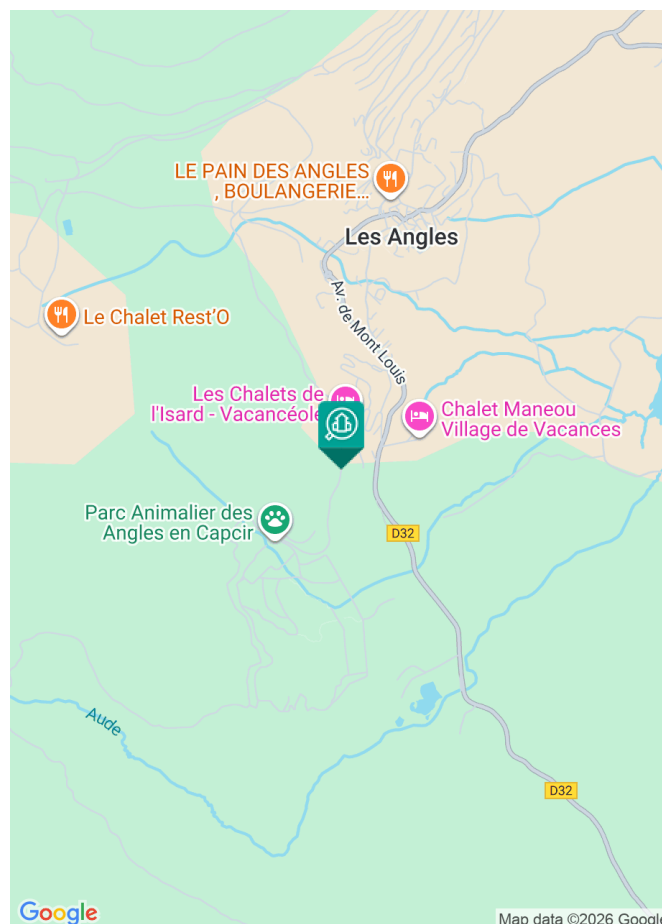 LE PAIN DES ANGLES
, BOULANGERIE...
Les Angles
Le Chalet Rest'O
Av. de Mont Louis
Les Chalets de
l'Isard - Vacancéole
Chalet Maneou
Village de Vacances
Parc Animalier des
Angles en Capcir
D32
Aude
D32
Google
Map data ©2026 Google